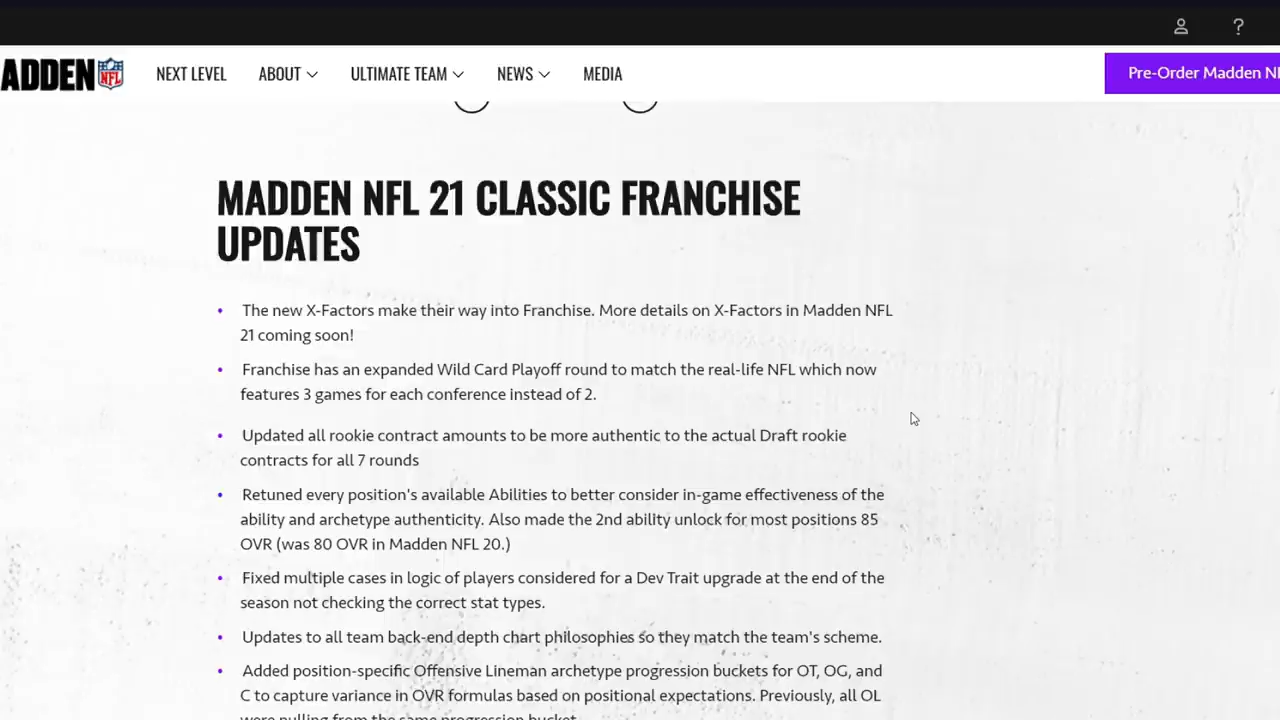 ?
ADDEN NFL NEXT LEVEL ABOUT ULTIMATE TEAM NEWS MEDIA Pre-Order Madden N
MADDEN NFL 21 CLASSIC FRANCHISE
UPDATES
• The new X-Factors make their way into Franchise. More details on X-Factors in Madden NFL
21 coming soon!
• Franchise has an expanded Wild Card Playoff round to match the real-life NFL which now
features 3 games for each conference instead of 2.
• Updated all rookie contract amounts to be more authentic to the actual Draft rookie
contracts for all 7 rounds
• Retuned every position's available Abilities to better consider in-game effectiveness of the
ability and archetype authenticity. Also made the 2nd ability unlock for most positions 85
OVR (was 80 OVR in Madden NFL 20.)
• Fixed multiple cases in logic of players considered for a Dev Trait upgrade at the end of the
season not checking the correct stat types.
• Updates to all team back-end depth chart philosophies so they match the team's scheme.
• Added position-specific Offensive Lineman archetype progression buckets for OT, OG, and
C to capture variance in OVR formulas based on positional expectations. Previously, all OL
were pulling from the same progression bucket